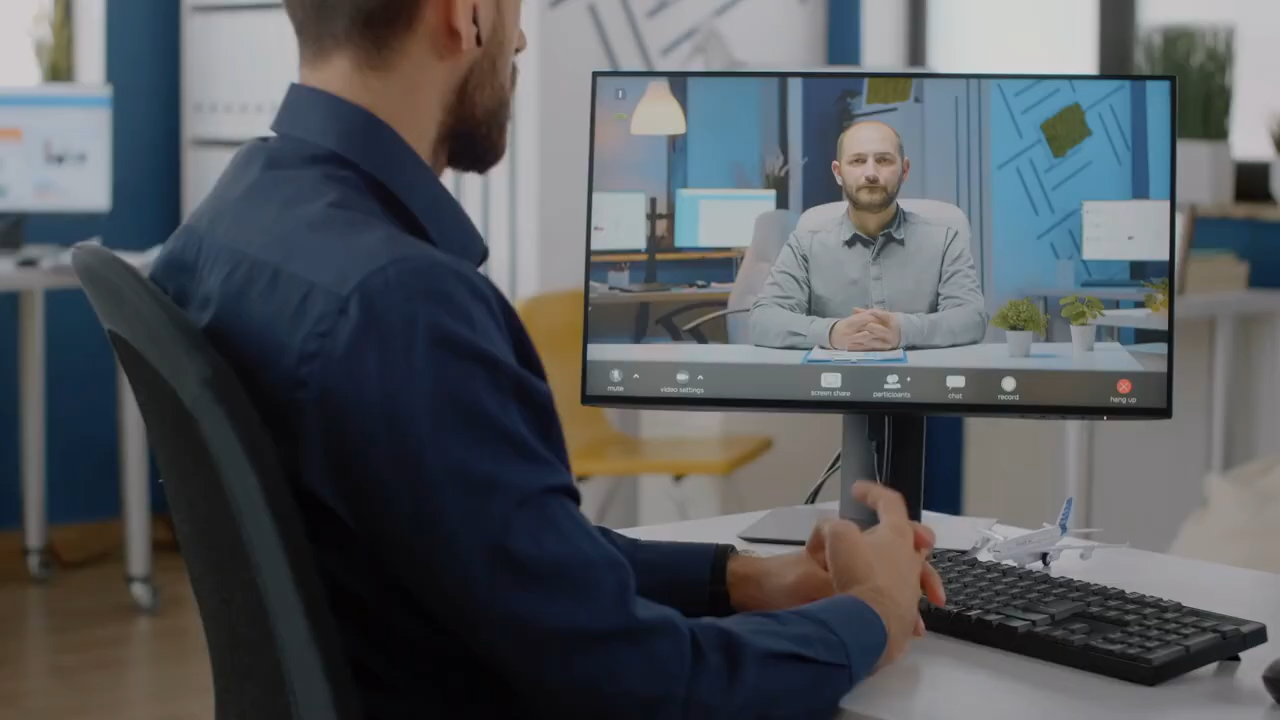 mute
video settings
screen share
participants
chat
record
hang up